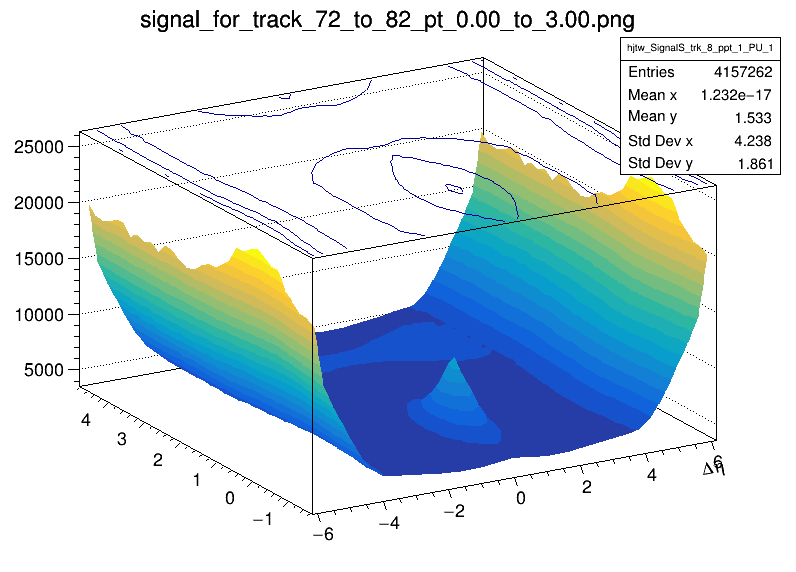 signal_for_track_72_to_82_pt_0.00_to_3.00.png
hjtw_SignalS_trk_8_ppt_1_PU_1
Entries 4157262
Mean x 1.232e−17
Mean y 1.533
Std Dev x 4.238
Std Dev y 1.861
25000
20000
15000
10000
5000
4
3
2
1
0
−1
−6
−4
−2
0
2
4
6
Δη